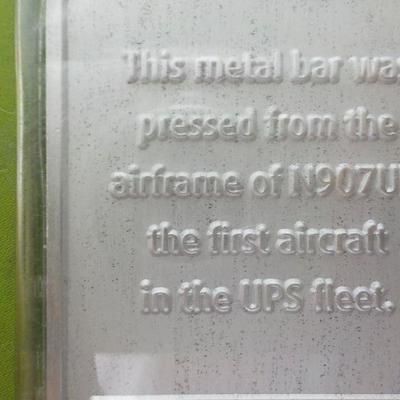 This metal bar was
pressed from the
airframe of N907U
the first aircraft
in the UPS fleet.